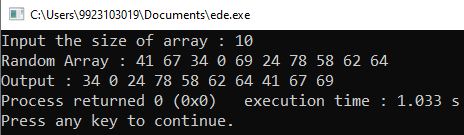 C:\Users\9923103019\Documents\ede.exe
Input the size of array : 10
Random Array : 41 67 34 0 69 24 78 58 62 64
Output : 34 0 24 78 58 62 64 41 67 69
Process returned 0 (0x0)   execution time : 1.033 s
Press any key to continue.